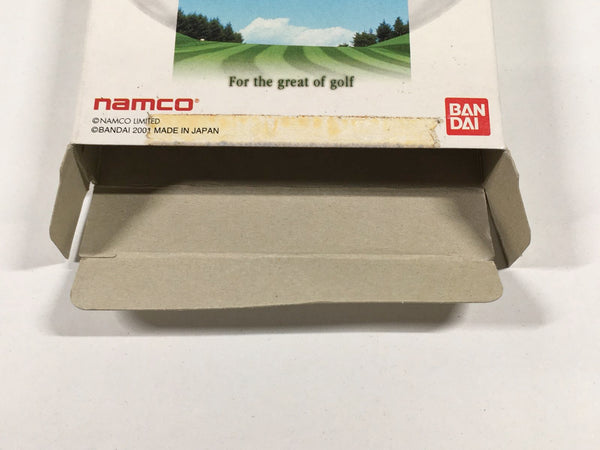 For the great of golf
namco®
©NAMCO LIMITED
©BANDAI 2001 MADE IN JAPAN
BAN
DAI